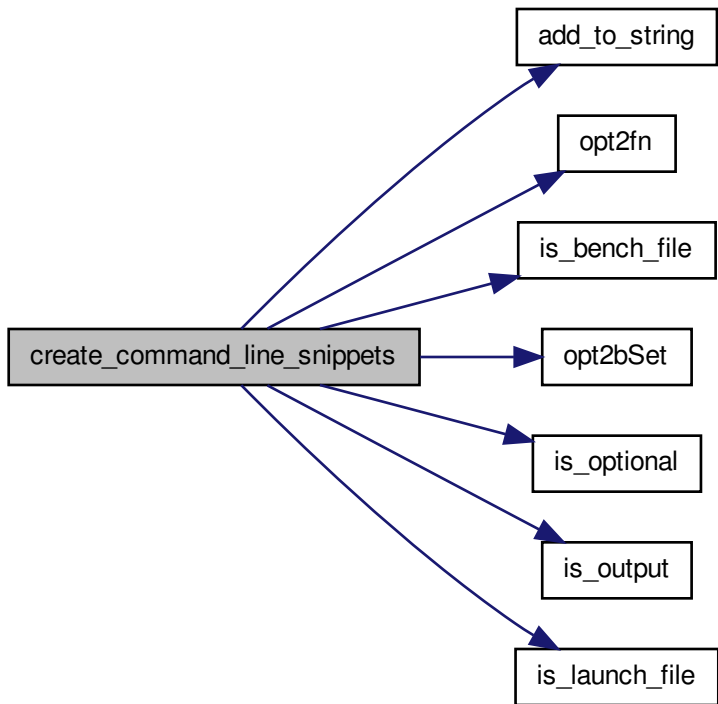 add_to_string
opt2fn
is_bench_file
create_command_line_snippets
opt2bSet
is_optional
is_output
is_launch_file